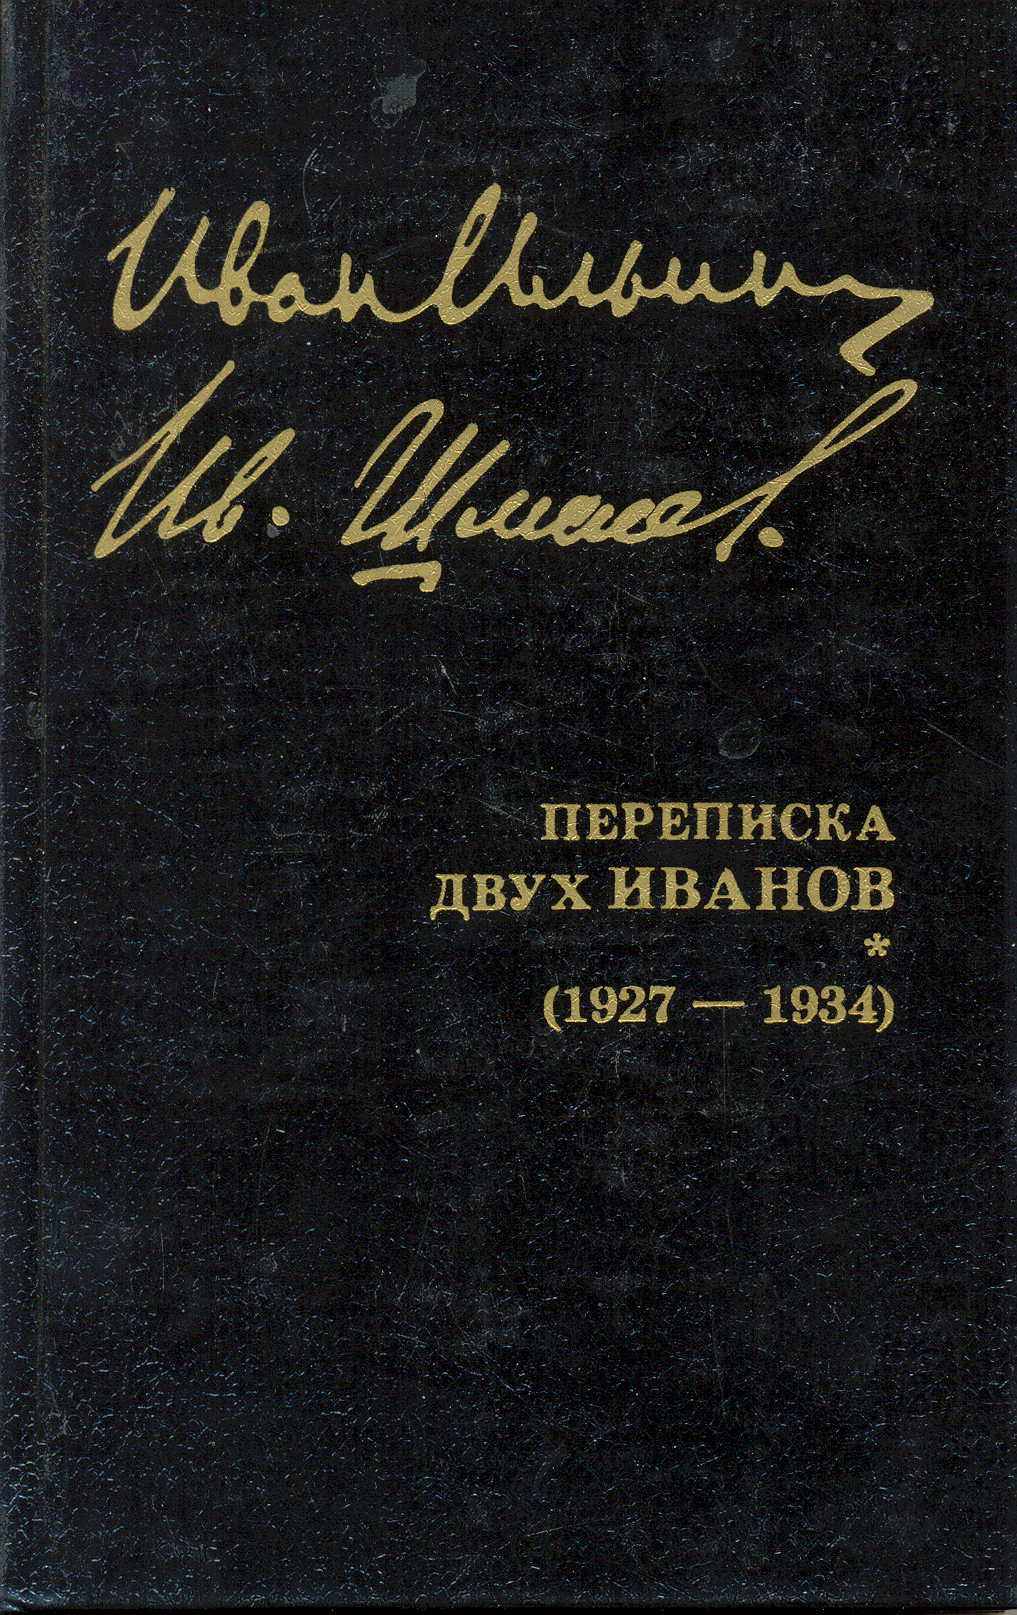 Иван Ильин
Ив. Шмелев.
ПЕРЕПИСКА
ДВУХ ИВАНОВ
*
(1927 — 1934)